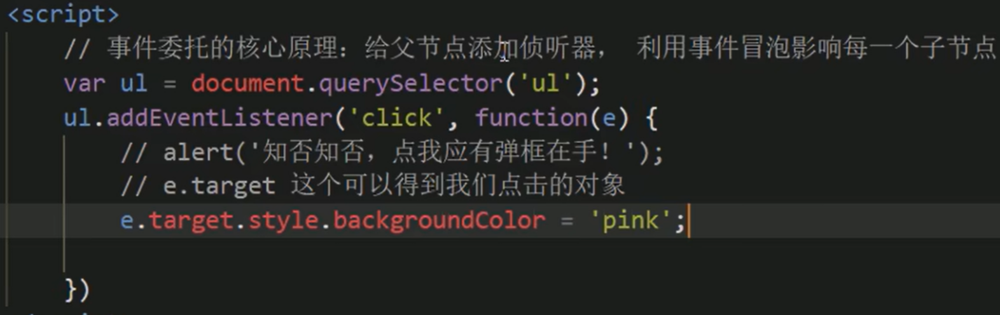 <script>
// 事件委托的核心原理：给父节点添加侦听器， 利用事件冒泡影响每一个子节点
var ul = document.querySelector('ul');
ul.addEventListener('click', function(e) {
// alert('知否知否，点我应有弹框在手！');
// e.target 这个可以得到我们点击的对象
e.target.style.backgroundColor = 'pink';
})